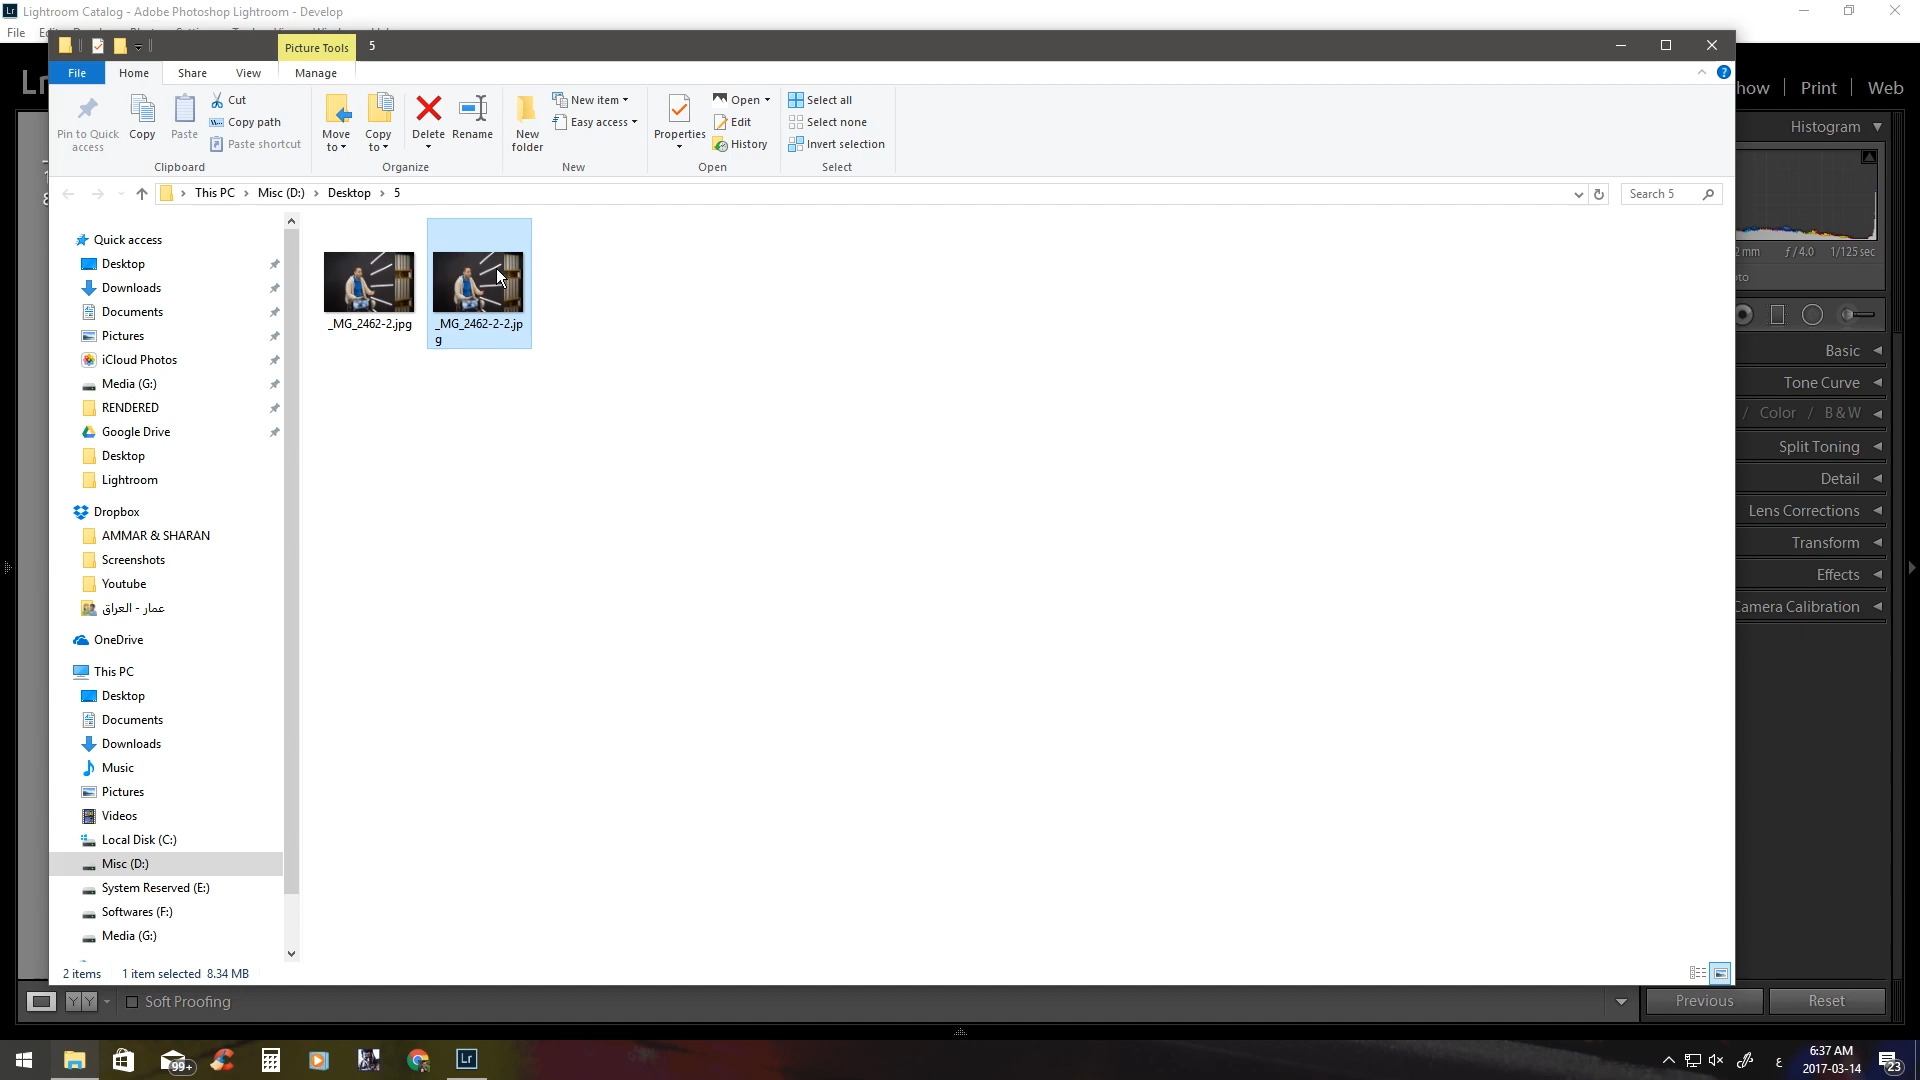 Lightroom Catalog - Adobe Photoshop Lightroom - Develop
File
Picture Tools
5
File
Home
Share
View
Manage
Print
Web
Pin to Quick access
Copy
Paste
Cut
Copy path
Paste shortcut
Clipboard
Move to
Copy to
Delete
Rename
Organize
New folder
New item
Easy access
New
Properties
Open
Edit
History
Open
Select all
Select none
Invert selection
Select
This PC
Misc (D:)
Desktop
5
Search 5
Quick access
Desktop
Downloads
Documents
Pictures
iCloud Photos
Media (G:)
RENDERED
Google Drive
Desktop
Lightroom
Dropbox
AMMAR & SHARAN
Screenshots
Youtube
عمار - العراق
OneDrive
This PC
Desktop
Documents
Downloads
Music
Pictures
Videos
Local Disk (C:)
Misc (D:)
System Reserved (E:)
Softwares (F:)
Media (G:)
_MG_2462-2.jpg
_MG_2462-2-2.jp
g
2 items
1 item selected 8.34 MB
Histogram
f / 4.0
1/125 sec
Basic
Tone Curve
/ Color / B & W
Split Toning
Detail
Lens Corrections
Transform
Effects
Camera Calibration
Soft Proofing
Previous
Reset
99+
Lr
ع
6:37 AM
2017-03-14
23